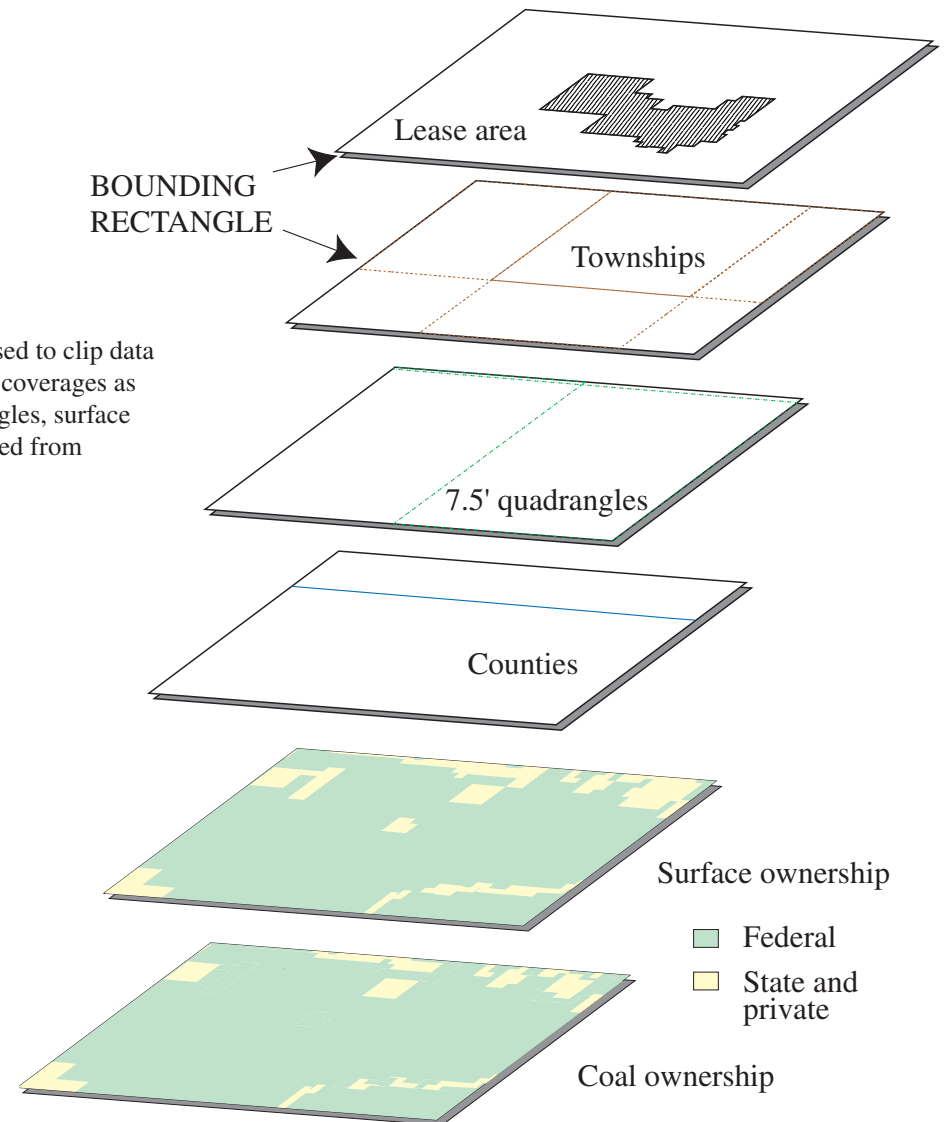 Lease area
BOUNDING
RECTANGLE
Townships
sed to clip data
coverages as
gles, surface
ed from
7.5' quadrangles
Counties
Surface ownership
Federal
State and
private
Coal ownership